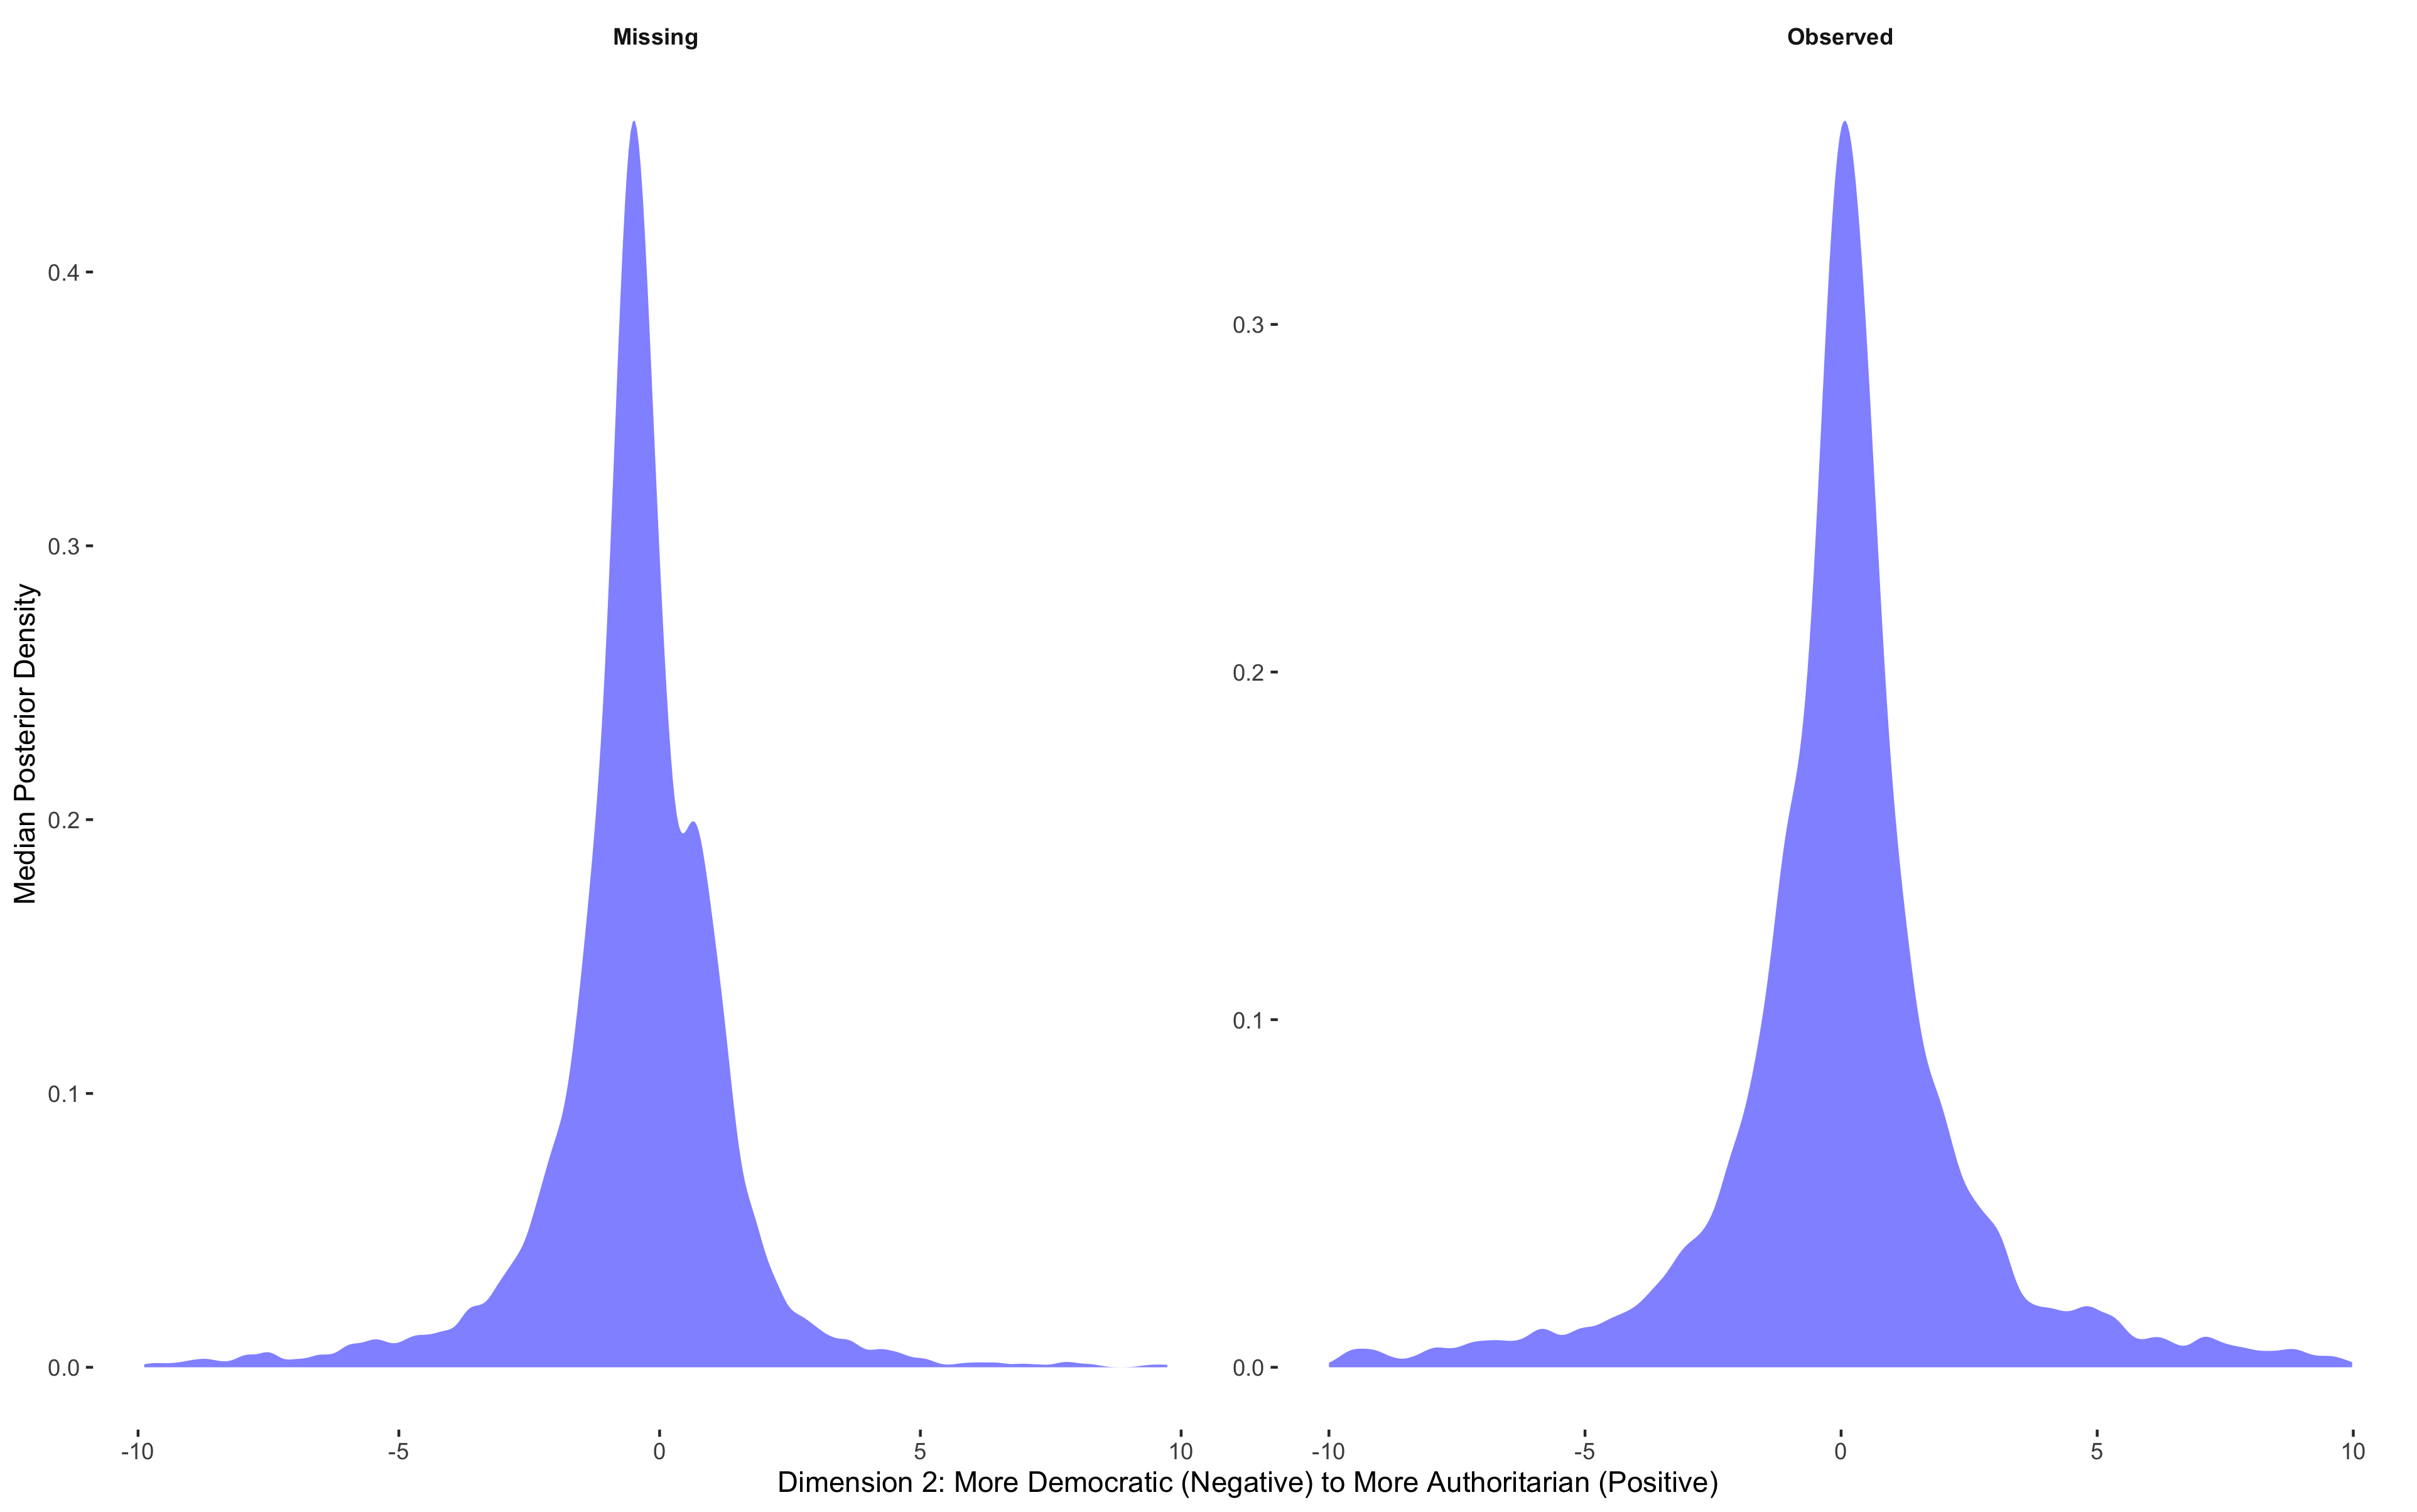 Missing
Observed
Median Posterior Density
0.4
0.3
0.2
0.1
0.0
0.3
0.2
0.1
0.0
-10 -5 0 5 10
-10 -5 0 5 10
Dimension 2: More Democratic (Negative) to More Authoritarian (Positive)